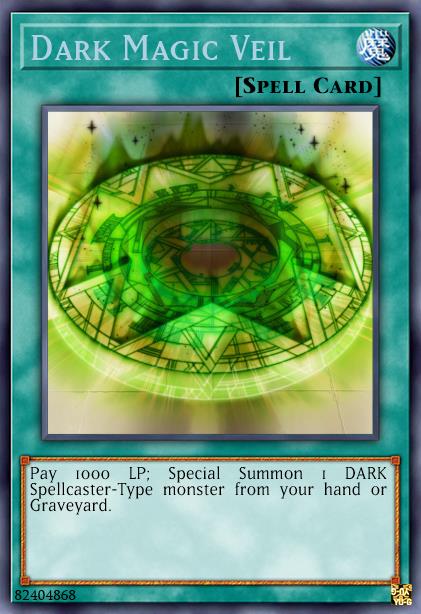 Dark Magic Veil
魔
[Spell Card]
Pay 1000 LP; Special Summon 1 DARK
Spellcaster-Type monster from your hand or
Graveyard.
82404868